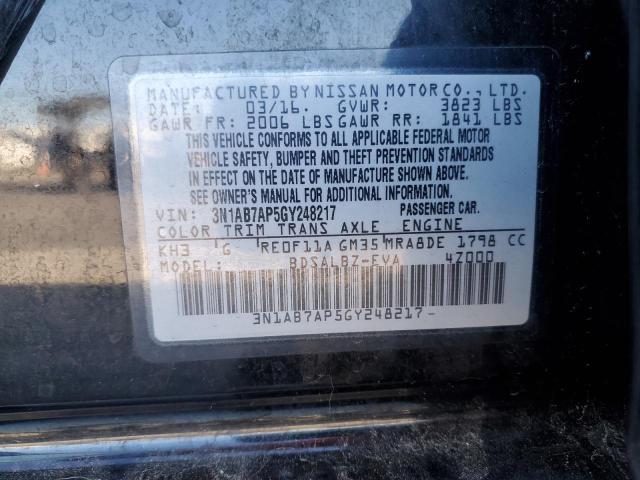 MANUFACTURED BY NISSAN MOTOR CO., LTD.
DATE: 03/16. GVWR: 3823 LBS
GAWR FR: 2006 LBS GAWR RR: 1841 LBS
THIS VEHICLE CONFORMS TO ALL APPLICABLE FEDERAL MOTOR
VEHICLE SAFETY, BUMPER AND THEFT PREVENTION STANDARDS
IN EFFECT ON THE DATE OF MANUFACTURE SHOWN ABOVE.
SEE OWNER'S MANUAL FOR ADDITIONAL INFORMATION.
VIN: 3N1AB7AP5GY248217 PASSENGER CAR.
COLOR TRIM TRANS AXLE ENGINE
KH3 G RE0F11A GM35 MRA8DE 1798 CC
MODEL: BDSALBZ-EVA 4Z000
3N1AB7AP5GY248217-